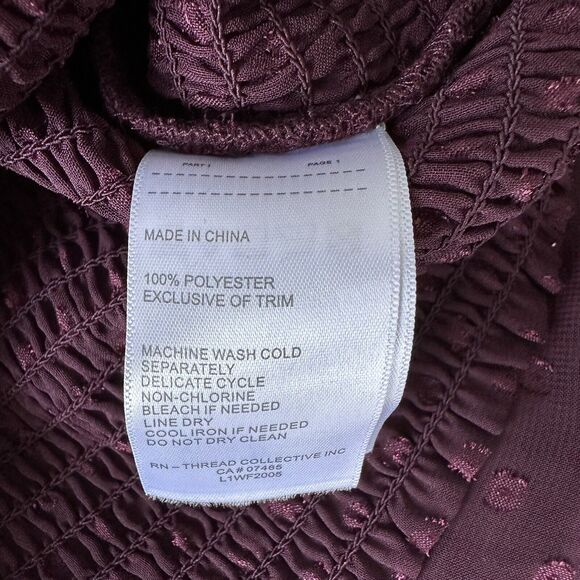 PART I PAGE 1
MADE IN CHINA
100% POLYESTER
EXCLUSIVE OF TRIM
MACHINE WASH COLD
SEPARATELY
DELICATE CYCLE
NON-CHLORINE
BLEACH IF NEEDED
LINE DRY
COOL IRON IF NEEDED
DO NOT DRY CLEAN
RN – THREAD COLLECTIVE INC
CA # 07465
L1WF2005